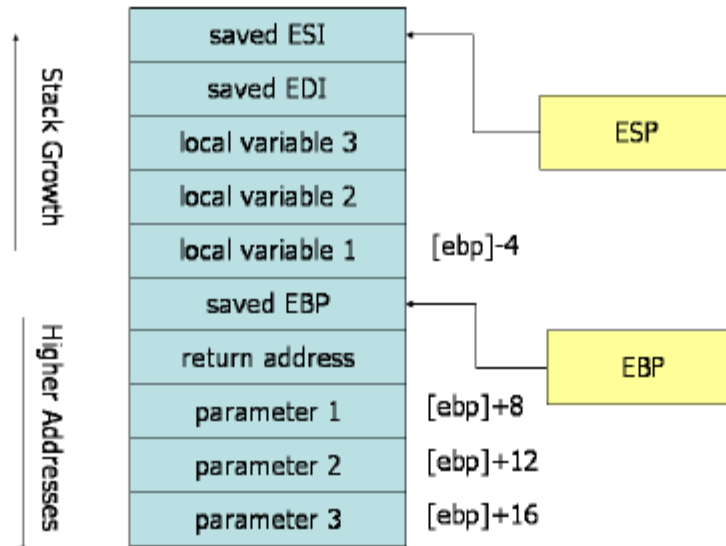 saved ESI
saved EDI
local variable 3
local variable 2
local variable 1
saved EBP
return address
parameter 1
parameter 2
parameter 3
Stack Growth
Higher Addresses
[ebp]-4
[ebp]+8
[ebp]+12
[ebp]+16
ESP
EBP